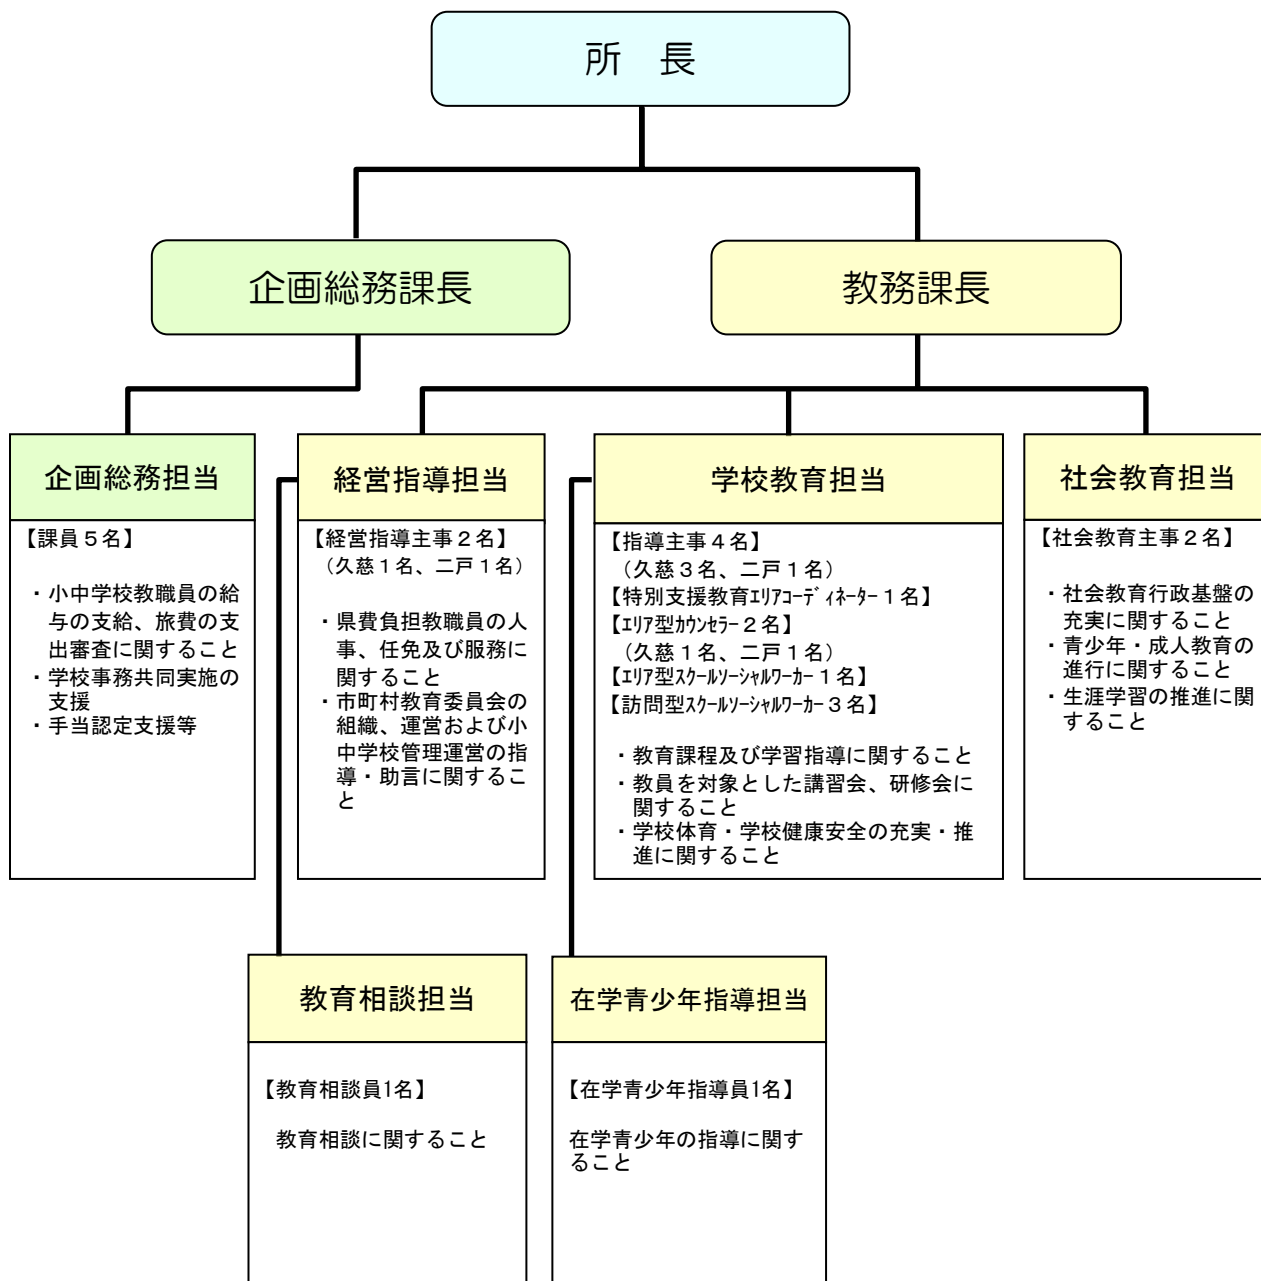 所　長
企画総務課長
教務課長
企画総務担当
【課員５名】
・小中学校教職員の給
与の支給、旅費の支
出審査に関すること
・学校事務共同実施の
支援
・手当認定支援等
経営指導担当
【経営指導主事２名】
（久慈１名、二戸１名）
・県費負担教職員の人
事、任免及び服務に
関すること
・市町村教育委員会の
組織、運営および小
中学校管理運営の指
導・助言に関するこ
と
学校教育担当
【指導主事４名】
（久慈３名、二戸１名）
【特別支援教育ｴﾘｱｺｰﾃﾞｨﾈｰﾀｰ１名】
【ｴﾘｱ型ｶｳﾝｾﾗｰ２名】
（久慈１名、二戸１名）
【ｴﾘｱ型ｽｸｰﾙｿｰｼｬﾙﾜｰｶｰ１名】
【訪問型ｽｸｰﾙｿｰｼｬﾙﾜｰｶｰ３名】
・教育課程及び学習指導に関すること
・教員を対象とした講習会、研修会に
関すること
・学校体育・学校健康安全の充実・推
進に関すること
社会教育担当
【社会教育主事２名】
・社会教育行政基盤の
充実に関すること
・青少年・成人教育の
進行に関すること
・生涯学習の推進に関
すること
教育相談担当
【教育相談員1名】
教育相談に関すること
在学青少年指導担当
【在学青少年指導員1名】
在学青少年の指導に関す
ること